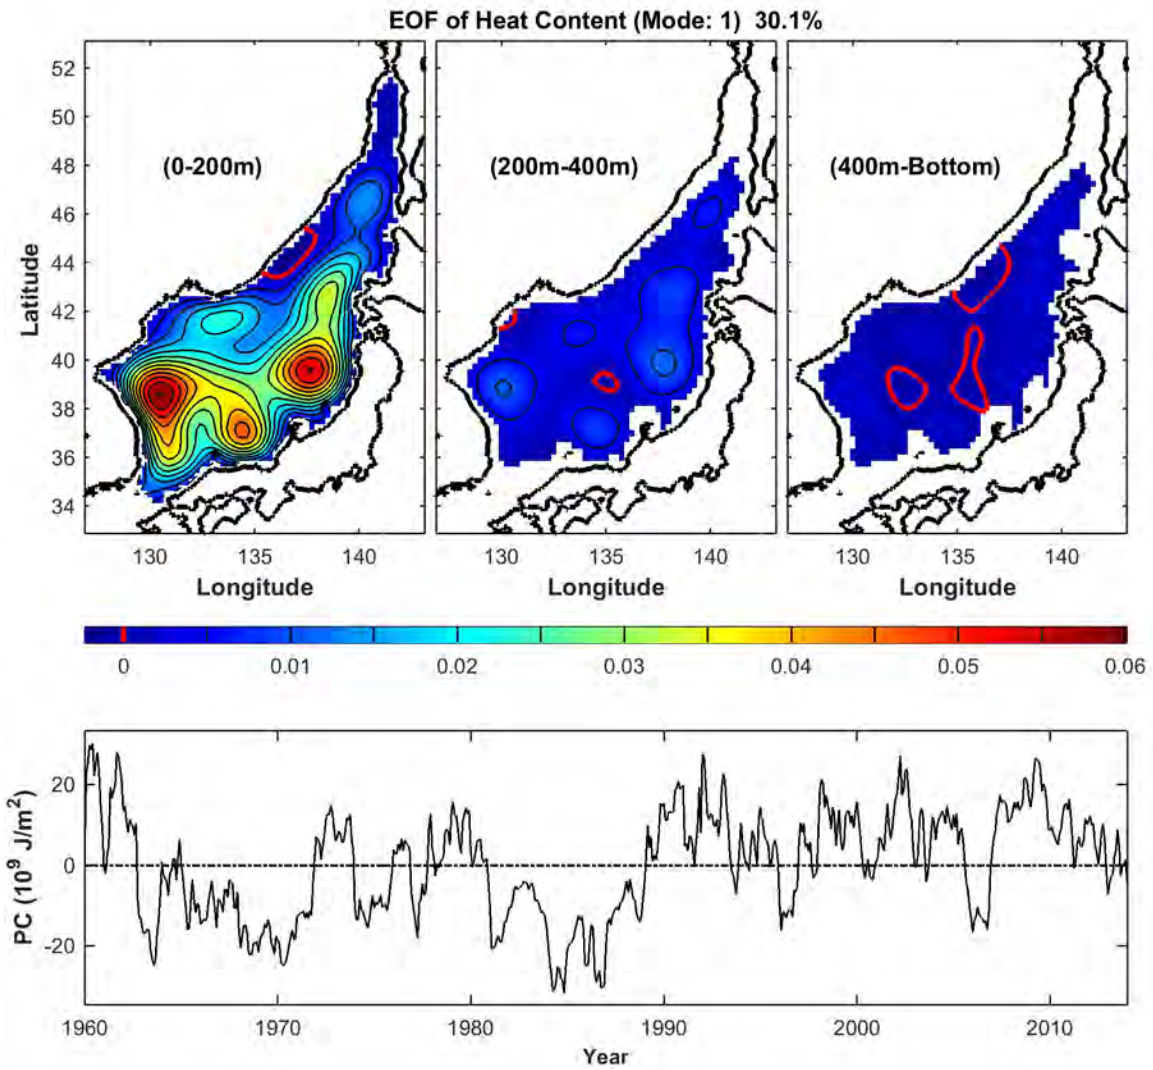 EOF of Heat Content (Mode: 1) 30.1%
(0-200m)
(200m-400m)
(400m-Bottom)
Latitude
52
50
48
46
44
42
40
38
36
34
130 135 140
130 135 140
130 135 140
Longitude
Longitude
Longitude
0 0.01 0.02 0.03 0.04 0.05 0.06
PC (10⁹ J/m²)
20
0
-20
1960 1970 1980 1990 2000 2010
Year